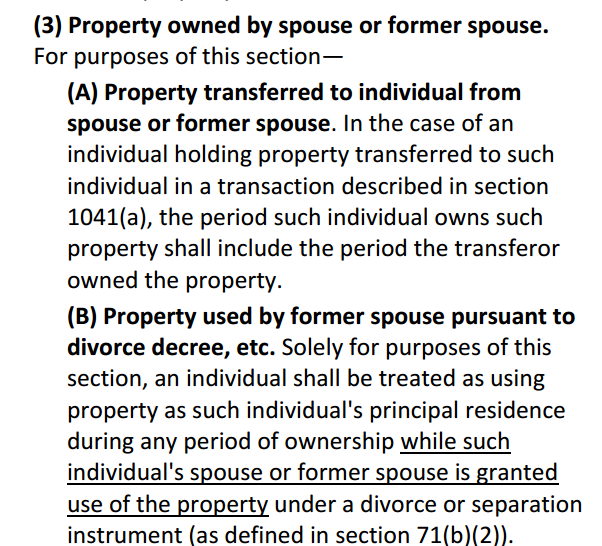 (3) Property owned by spouse or former spouse.
For purposes of this section—
(A) Property transferred to individual from
spouse or former spouse. In the case of an
individual holding property transferred to such
individual in a transaction described in section
1041(a), the period such individual owns such
property shall include the period the transferor
owned the property.
(B) Property used by former spouse pursuant to
divorce decree, etc. Solely for purposes of this
section, an individual shall be treated as using
property as such individual's principal residence
during any period of ownership while such
individual's spouse or former spouse is granted
use of the property under a divorce or separation
instrument (as defined in section 71(b)(2)).